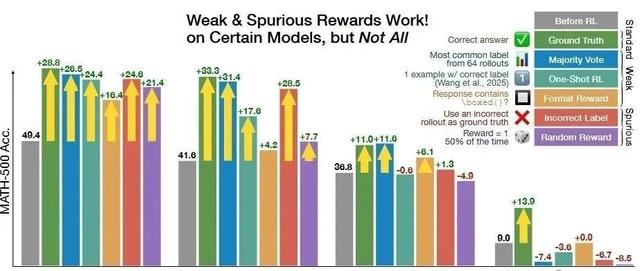 Weak & Spurious Rewards Work!
on Certain Models, but Not All
Before RL
Correct answer
Ground Truth
Most common label
from 64 rollouts
Majority Vote
1 example w/ correct label
(Wang et al., 2025)
1
One-Shot RL
Response contains
\boxed{}?
Format Reward
Use an incorrect
rollout as ground truth
Incorrect Label
Reward = 1
50% of the time
Random Reward
Standard
Weak
Spurious
MATH-500 Acc.
49.4
+28.8
+26.5
+24.4
+16.4
+24.6
+21.4
41.6
+33.3
+31.4
+17.6
+4.2
+28.5
+7.7
36.8
+11.0
+11.6
-0.6
+6.1
+1.3
-4.9
9.0
+13.9
-7.4
-3.6
+0.0
-6.7
-8.5